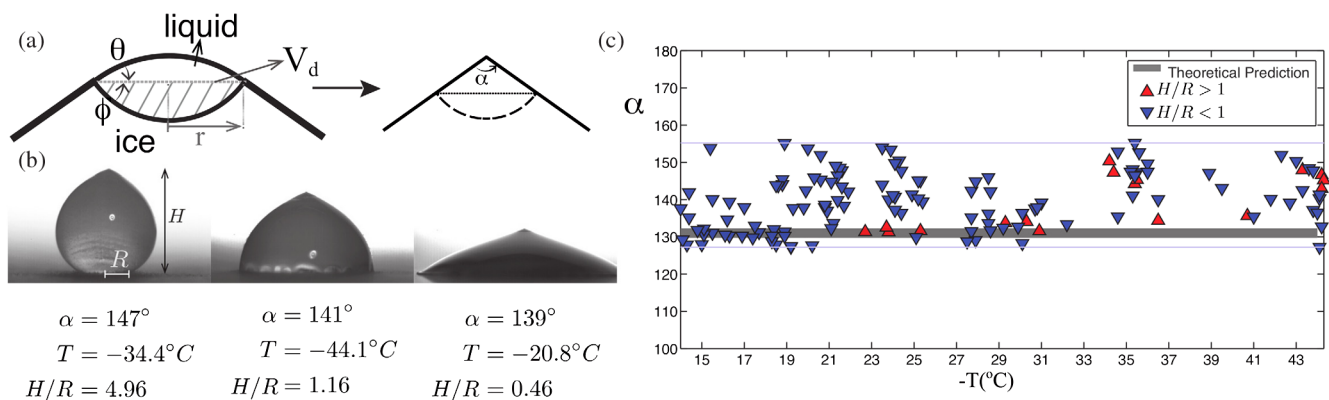 (a)
liquid
θ
V_d
ϕ
ice
r
α
(b)
H
R
α = 147°
T = −34.4°C
H/R = 4.96
α = 141°
T = −44.1°C
H/R = 1.16
α = 139°
T = −20.8°C
H/R = 0.46
(c)
α
180
170
160
150
140
130
120
110
100
Theoretical Prediction
H/R > 1
H/R < 1
15 17 19 21 23 25 27 29 31 33 35 37 39 41 43
-T(ºC)